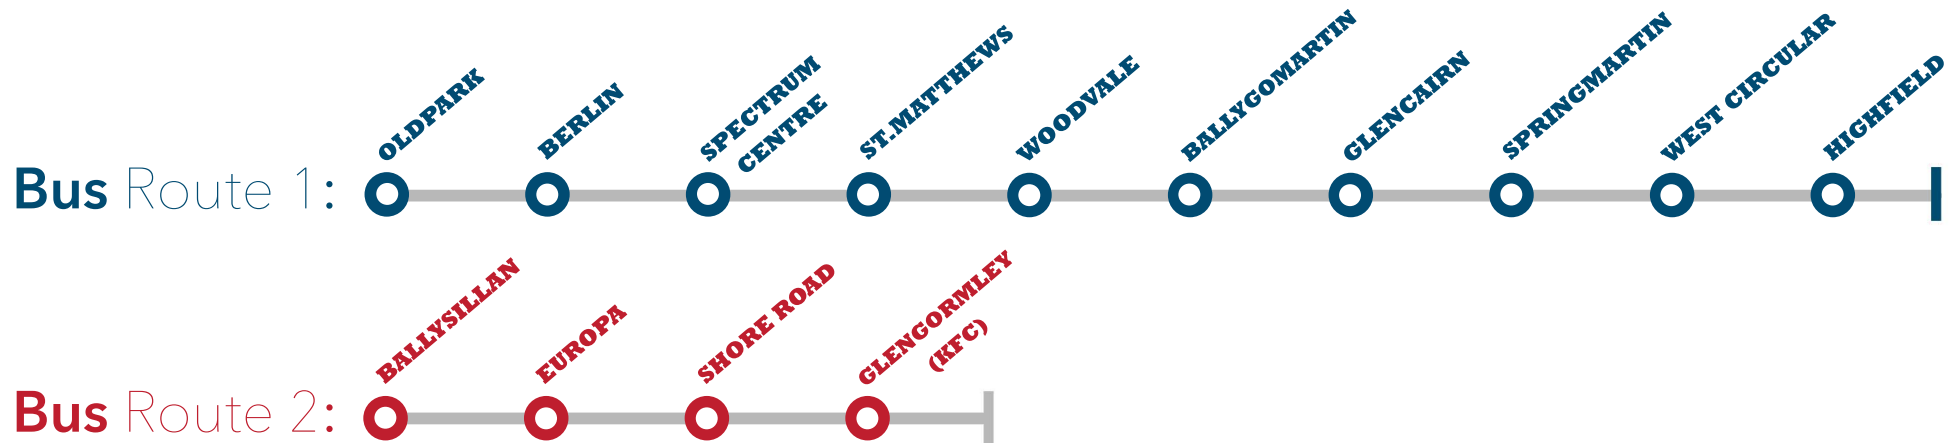 OLDPARK
BERLIN
SPECTRUM
CENTRE
ST.MATTHEWS
WOODVALE
BALLYGOMARTIN
GLENCAIRN
SPRINGMARTIN
WEST CIRCULAR
HIGHFIELD
Bus Route 1:
BALLYSILLAN
EUROPA
SHORE ROAD
GLENGORMLEY
(KFC)
Bus Route 2: